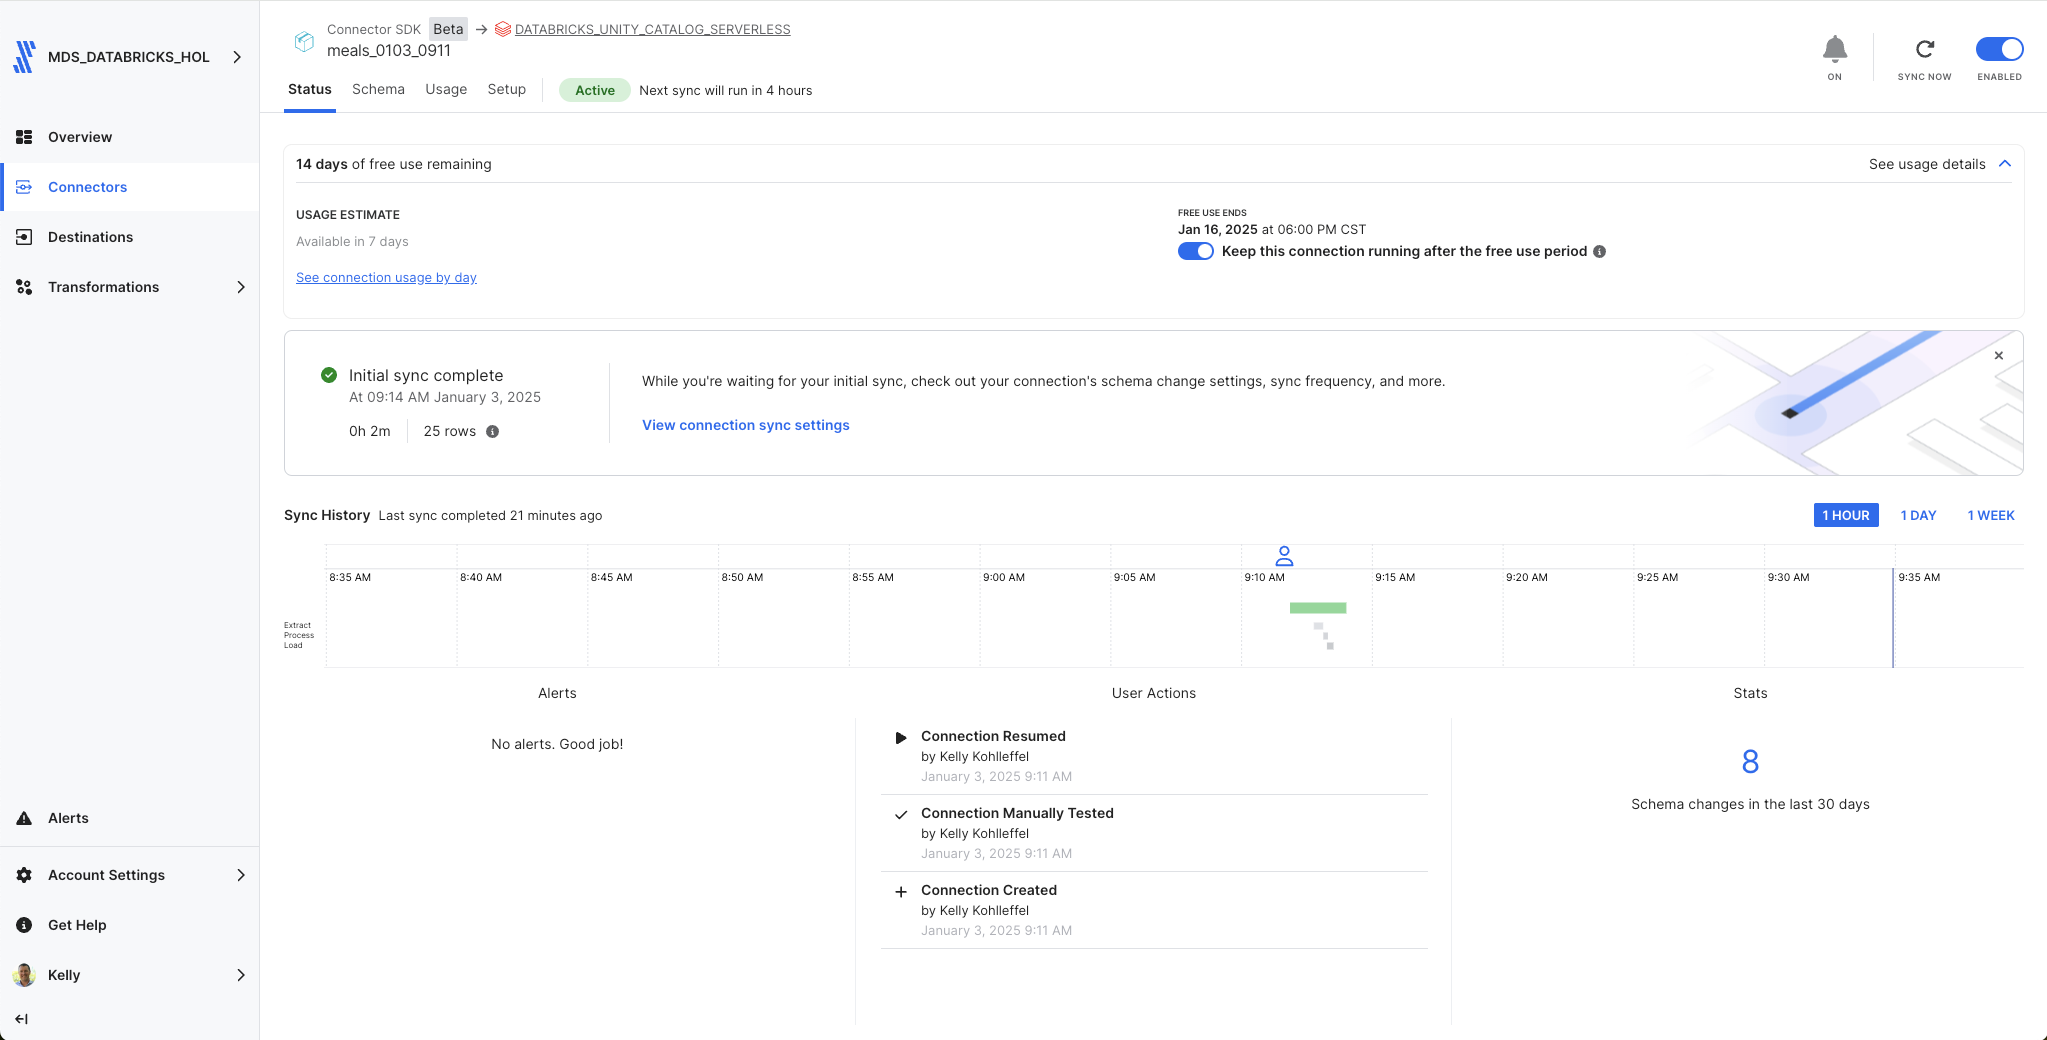 MDS_DATABRICKS_HOL
Overview
Connectors
Destinations
Transformations
Alerts
Account Settings
Get Help
Kelly
Connector SDK Beta → DATABRICKS_UNITY_CATALOG_SERVERLESS
meals_0103_0911
ON
SYNC NOW
ENABLED
Status Schema Usage Setup Active Next sync will run in 4 hours
14 days of free use remaining
See usage details
USAGE ESTIMATE
Available in 7 days
See connection usage by day
FREE USE ENDS
Jan 16, 2025 at 06:00 PM CST
Keep this connection running after the free use period
Initial sync complete
At 09:14 AM January 3, 2025
0h 2m 25 rows
While you're waiting for your initial sync, check out your connection's schema change settings, sync frequency, and more.
View connection sync settings
Sync History Last sync completed 21 minutes ago
1 HOUR 1 DAY 1 WEEK
8:35 AM 8:40 AM 8:45 AM 8:50 AM 8:55 AM 9:00 AM 9:05 AM 9:10 AM 9:15 AM 9:20 AM 9:25 AM 9:30 AM 9:35 AM
Extract
Process
Load
Alerts
No alerts. Good job!
User Actions
Connection Resumed
by Kelly Kohlleffel
January 3, 2025 9:11 AM
Connection Manually Tested
by Kelly Kohlleffel
January 3, 2025 9:11 AM
Connection Created
by Kelly Kohlleffel
January 3, 2025 9:11 AM
Stats
8
Schema changes in the last 30 days